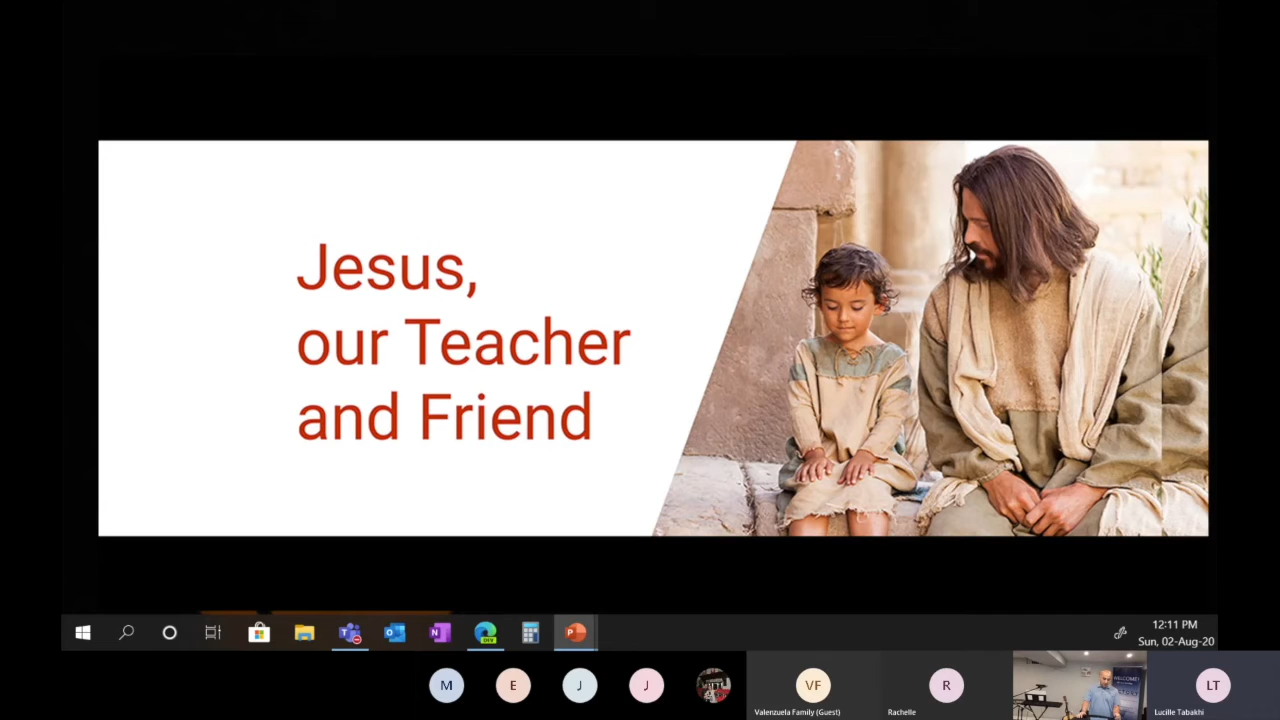 Jesus,
our Teacher
and Friend
12:11 PM
Sun, 02-Aug-20
M
E
J
J
VF
R
LT
Valenzuela Family (Guest)
Rachelle
WELCOME!
Lucille Tabakhi